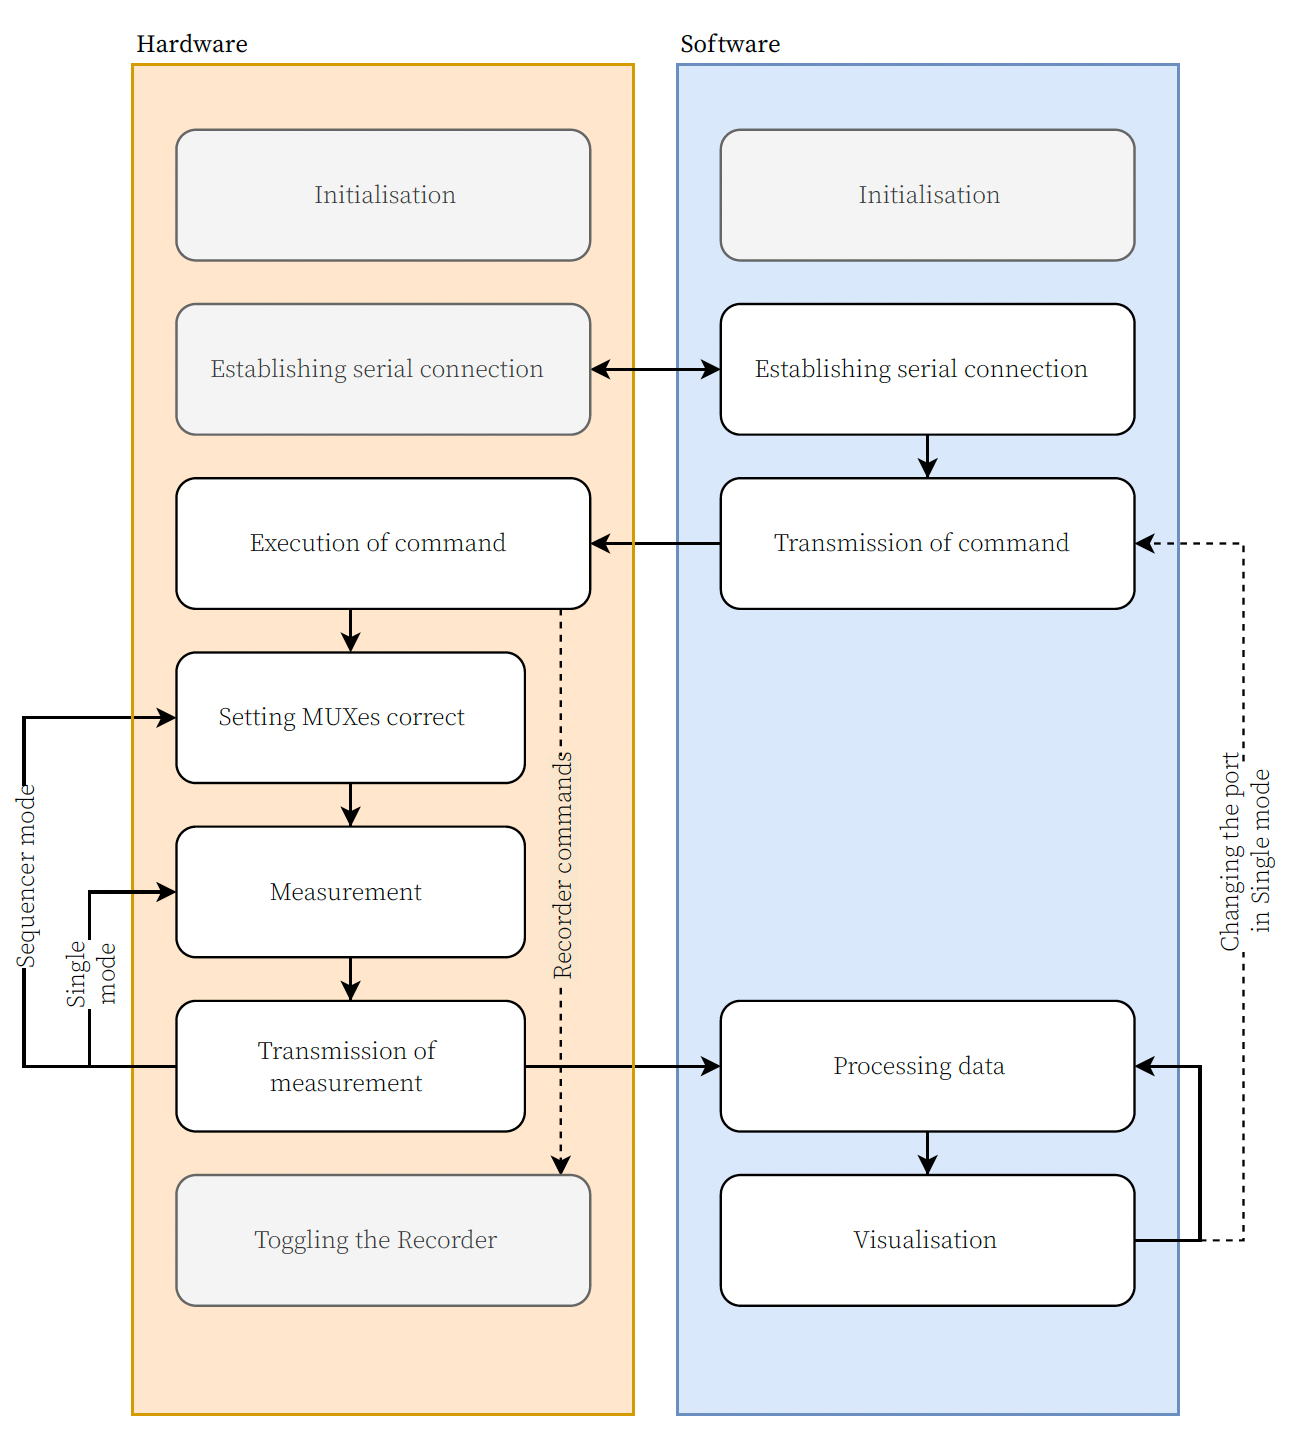 Hardware
Software
Initialisation
Initialisation
Establishing serial connection
Establishing serial connection
Execution of command
Transmission of command
Setting MUXes correct
Sequencer mode
Recorder commands
Changing the port
in Single mode
Measurement
Single
mode
Transmission of
measurement
Processing data
Toggling the Recorder
Visualisation